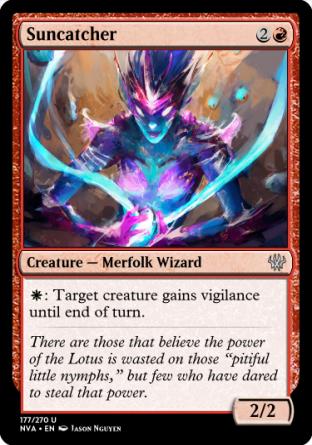 Suncatcher 2
Creature — Merfolk Wizard
: Target creature gains vigilance
until end of turn.
There are those that believe the power
of the Lotus is wasted on those “pitiful
little nymphs,” but few who have dared
to steal that power.
2/2
177/270 U
NVA • EN Jason Nguyen